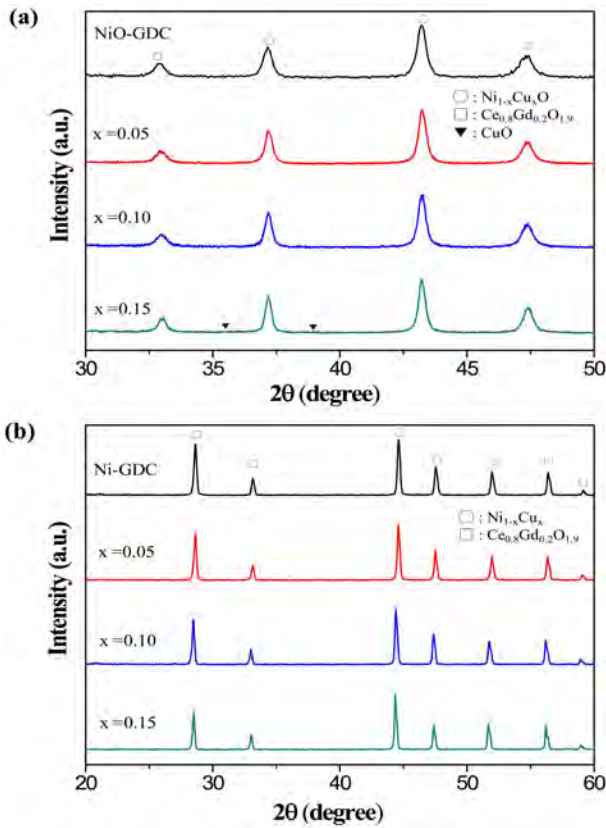 (a)
NiO-GDC
: Ni1-xCuxO
: Ce0.8Gd0.2O1.9
: CuO
x =0.05
x =0.10
x =0.15
Intensity (a.u.)
30 35 40 45 50
2θ (degree)
(b)
Ni-GDC
: Ni1-xCux
: Ce0.8Gd0.2O1.9
x =0.05
x =0.10
x =0.15
Intensity (a.u.)
20 30 40 50 60
2θ (degree)